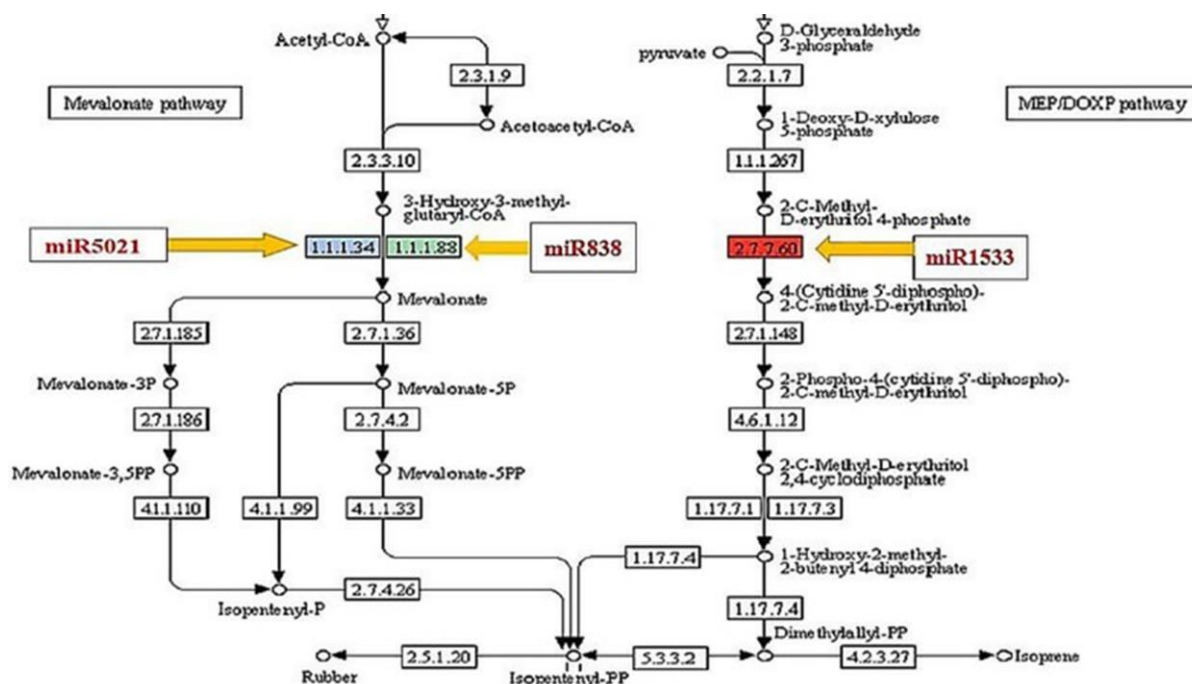 Acetyl-CoA
D-Glyceraldehyde
3-phosphate
pyruvate
2.3.1.9
2.2.1.7
Mevalonate pathway
MEP/DOXP pathway
Acetoacetyl-CoA
1-Deoxy-D-xylulose
5-phosphate
2.3.3.10
1.1.1.267
3-Hydroxy-3-methyl-
glutaryl-CoA
2-C-Methyl-
D-erythritol 4-phosphate
miR5021
1.1.1.34
1.1.1.88
miR838
2.7.7.60
miR1533
Mevalonate
4-(Cytidine 5'-diphospho)-
2-C-methyl-D-erythritol
2.7.1.185
2.7.1.36
2.7.1.148
Mevalonate-3P
Mevalonate-5P
2-Phospho-4-(cytidine 5'-diphospho)-
2-C-methyl-D-erythritol
2.7.1.186
2.7.4.2
4.6.1.12
Mevalonate-3,5PP
Mevalonate-5PP
2-C-Methyl-D-erythritol
2,4-cyclodiphosphate
4.1.1.110
4.1.1.99
4.1.1.33
1.17.7.1
1.17.7.3
1.17.7.4
1-Hydroxy-2-methyl-
2-butenyl 4-diphosphate
2.7.4.26
Isopentenyl-P
1.17.7.4
Dimethylallyl-PP
2.5.1.20
5.3.3.2
4.2.3.27
Isoprene
Rubber
Isopentenyl-PP